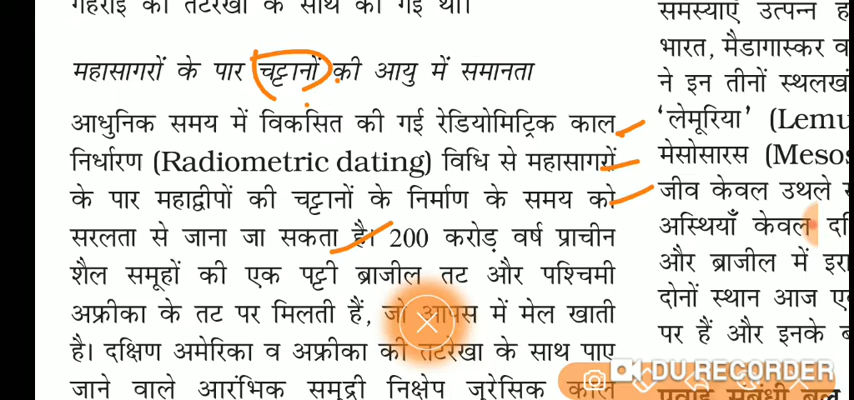 गहराई की तटरेखा के साथ की गई थी।
महासागरों के पार चट्टानों की आयु में समानता
आधुनिक समय में विकसित की गई रेडियोमिट्रिक काल
निर्धारण (Radiometric dating) विधि से महासागरों
के पार महाद्वीपों की चट्टानों के निर्माण के समय को
सरलता से जाना जा सकता है। 200 करोड़ वर्ष प्राचीन
शैल समूहों की एक पट्टी ब्राजील तट और पश्चिमी
अफ्रीका के तट पर मिलती हैं, जो आपस में मेल खाती
है। दक्षिण अमेरिका व अफ्रीका की तटरेखा के साथ पाए
जाने वाले आरंभिक समुद्री निक्षेप जुरेसिक काल
समस्याएँ उत्पन्न
भारत, मैडागास्कर व
ने इन तीनों
'लेमूरिया'
मेसोसारस
जीव केवल उथले
अस्थियाँ केवल
और ब्राजील में
दोनों स्थान आज
पर हैं और इनके
DU RECORDER